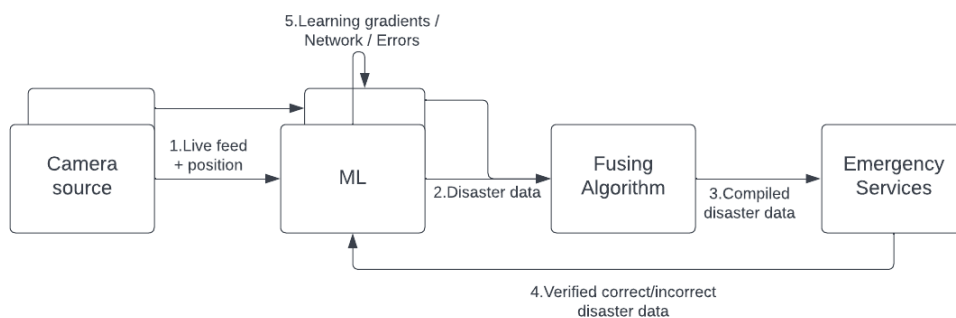 5.Learning gradients /
Network / Errors
Camera
source
1.Live feed
+ position
ML
2.Disaster data
Fusing
Algorithm
3.Compiled
disaster data
Emergency
Services
4.Verified correct/incorrect
disaster data